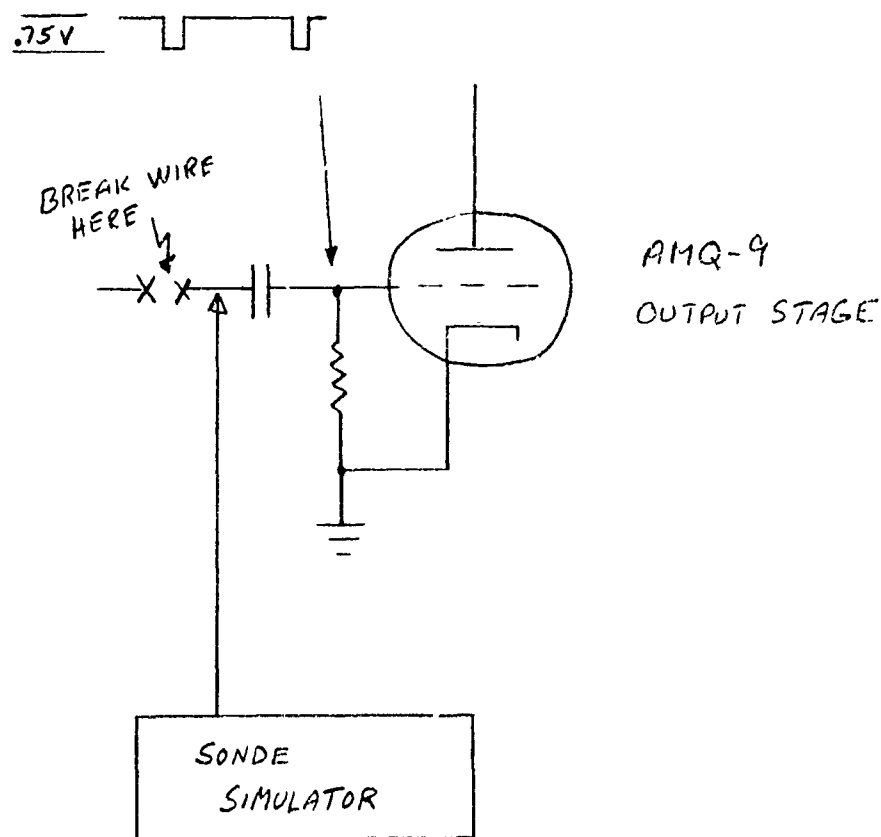 .75V
BREAK WIRE
HERE
AMQ-9
OUTPUT STAGE
SONDE
SIMULATOR